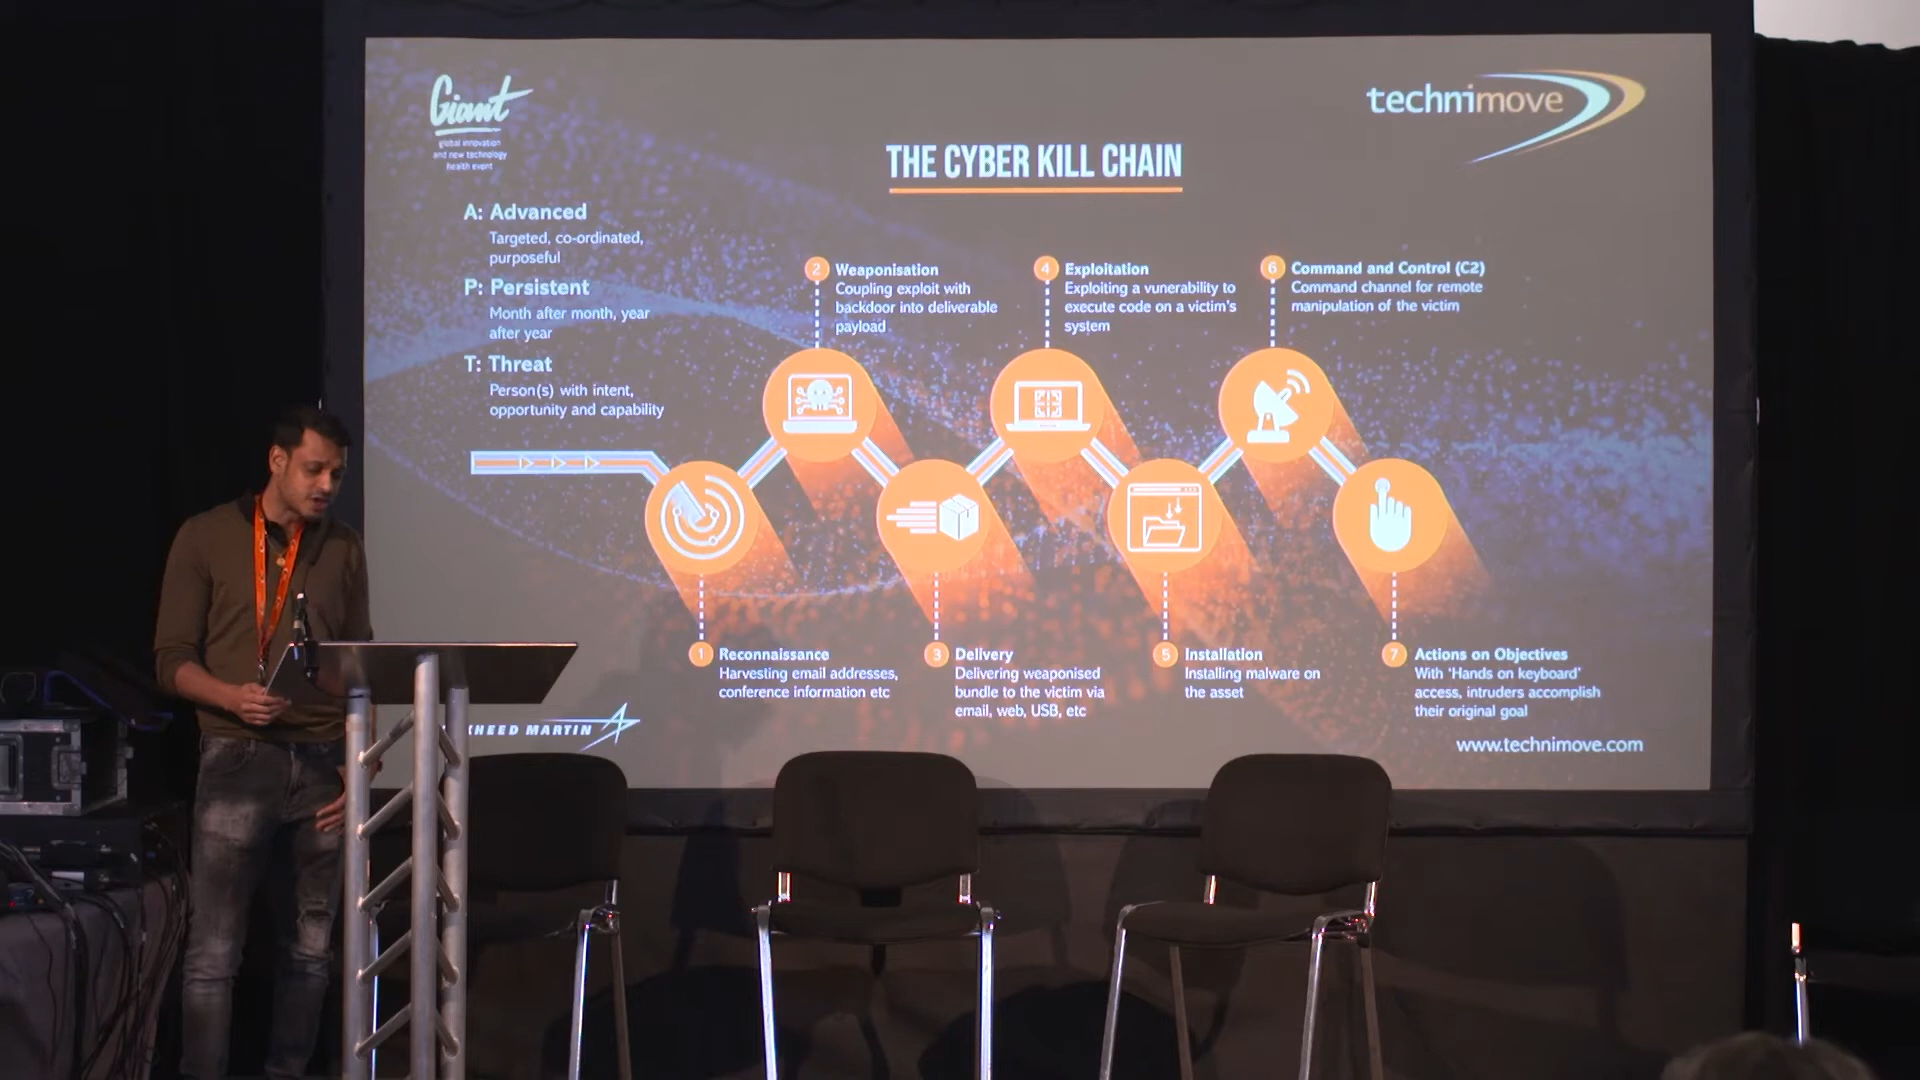 Giant
global innovation
and new technology
health event
technimove
THE CYBER KILL CHAIN
A: Advanced
Targeted, co-ordinated,
purposeful
P: Persistent
Month after month, year
after year
T: Threat
Person(s) with intent,
opportunity and capability
2 Weaponisation
Coupling exploit with
backdoor into deliverable
payload
4 Exploitation
Exploiting a vunerability to
execute code on a victim's
system
6 Command and Control (C2)
Command channel for remote
manipulation of the victim
1 Reconnaissance
Harvesting email addresses,
conference information etc
3 Delivery
Delivering weaponised
bundle to the victim via
email, web, USB, etc
5 Installation
Installing malware on
the asset
7 Actions on Objectives
With 'Hands on keyboard'
access, intruders accomplish
their original goal
KHEED MARTIN
www.technimove.com